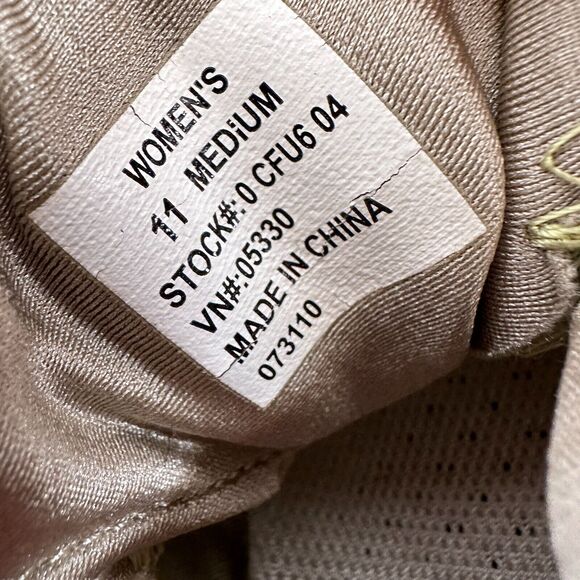 WOMEN'S
11 MEDiUM
STOCK#: 0 CFU6 04
VN#:05330
MADE IN CHINA
073110